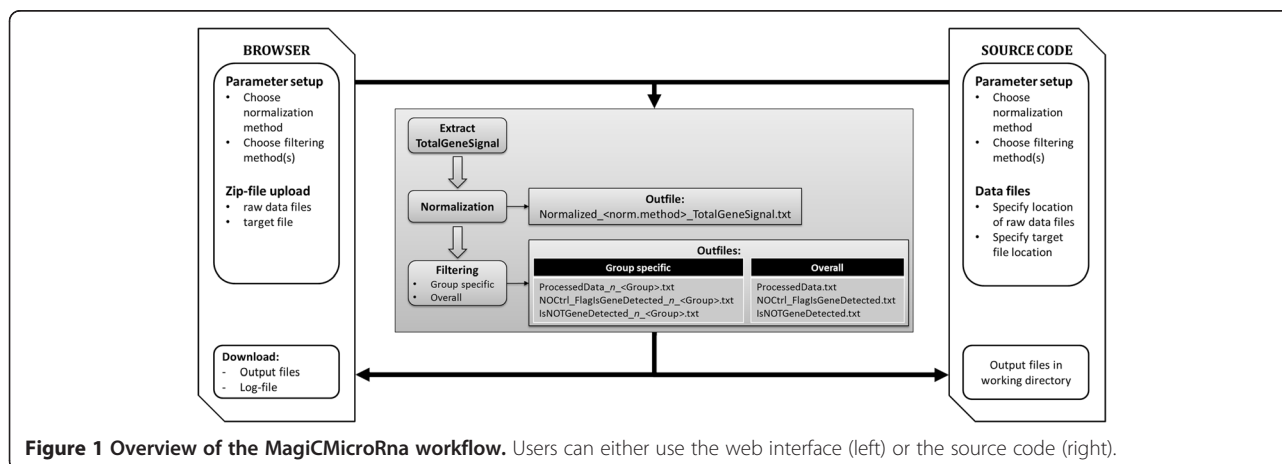 BROWSER
Parameter setup
• Choose
normalization
method
• Choose filtering
method(s)
Zip-file upload
• raw data files
• target file
Download:
- Output files
- Log-file
Extract
TotalGeneSignal
Normalization
Outfile:
Normalized_<norm.method>_TotalGeneSignal.txt
Filtering
• Group specific
• Overall
Outfiles:
Group specific
ProcessedData_n_<Group>.txt
NOCtrl_FlagIsGeneDetected_n_<Group>.txt
IsNOTGeneDetected_n_<Group>.txt
Overall
ProcessedData.txt
NOCtrl_FlagIsGeneDetected.txt
IsNOTGeneDetected.txt
SOURCE CODE
Parameter setup
• Choose
normalization
method
• Choose filtering
method(s)
Data files
• Specify location
of raw data files
• Specify target
file location
Output files in
working directory
Figure 1 Overview of the MagiCMicroRna workflow. Users can either use the web interface (left) or the source code (right).